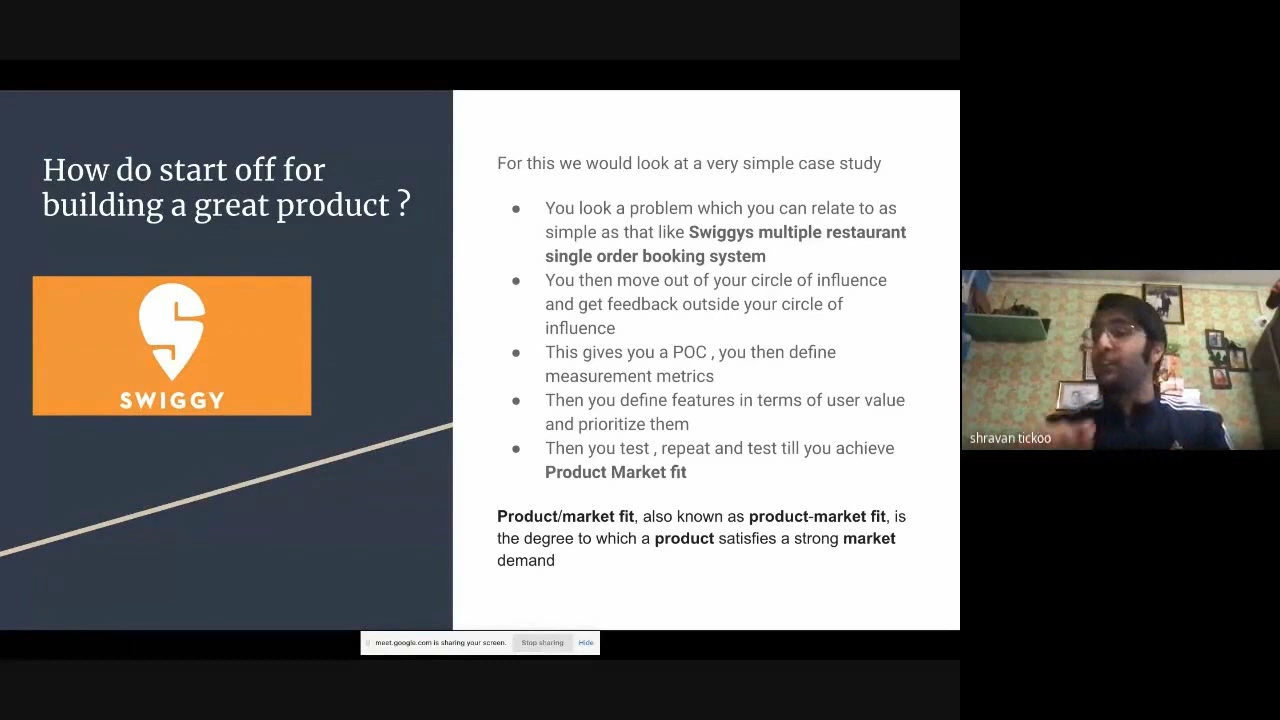 How do start off for
building a great product ?
SWIGGY
For this we would look at a very simple case study
● You look a problem which you can relate to as
simple as that like Swiggys multiple restaurant
single order booking system
● You then move out of your circle of influence
and get feedback outside your circle of
influence
● This gives you a POC , you then define
measurement metrics
● Then you define features in terms of user value
and prioritize them
● Then you test , repeat and test till you achieve
Product Market fit
Product/market fit, also known as product-market fit, is
the degree to which a product satisfies a strong market
demand
shravan tickoo
meet.google.com is sharing your screen. Stop sharing Hide